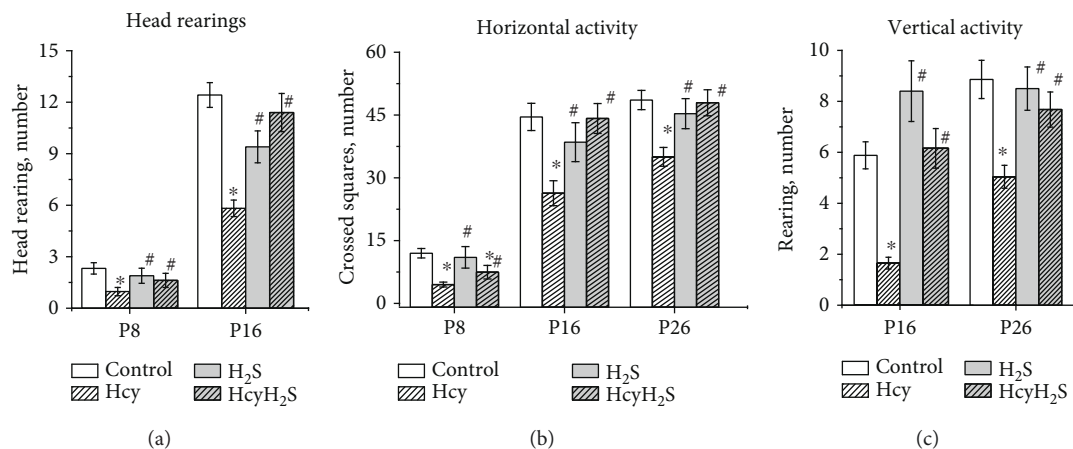 Head rearings
Head rearing, number
15
12
9
6
3
0
*
#
#
*
#
#
P8
P16
Control
Hcy
H₂S
HcyH₂S
(a)
Horizontal activity
Crossed squares, number
60
45
30
15
0
*
#
*
#
*
#
#
*
#
#
P8
P16
P26
Control
Hcy
H₂S
HcyH₂S
(b)
Vertical activity
Rearing, number
10
8
6
4
2
0
*
#
#
*
#
#
P16
P26
Control
Hcy
H₂S
HcyH₂S
(c)